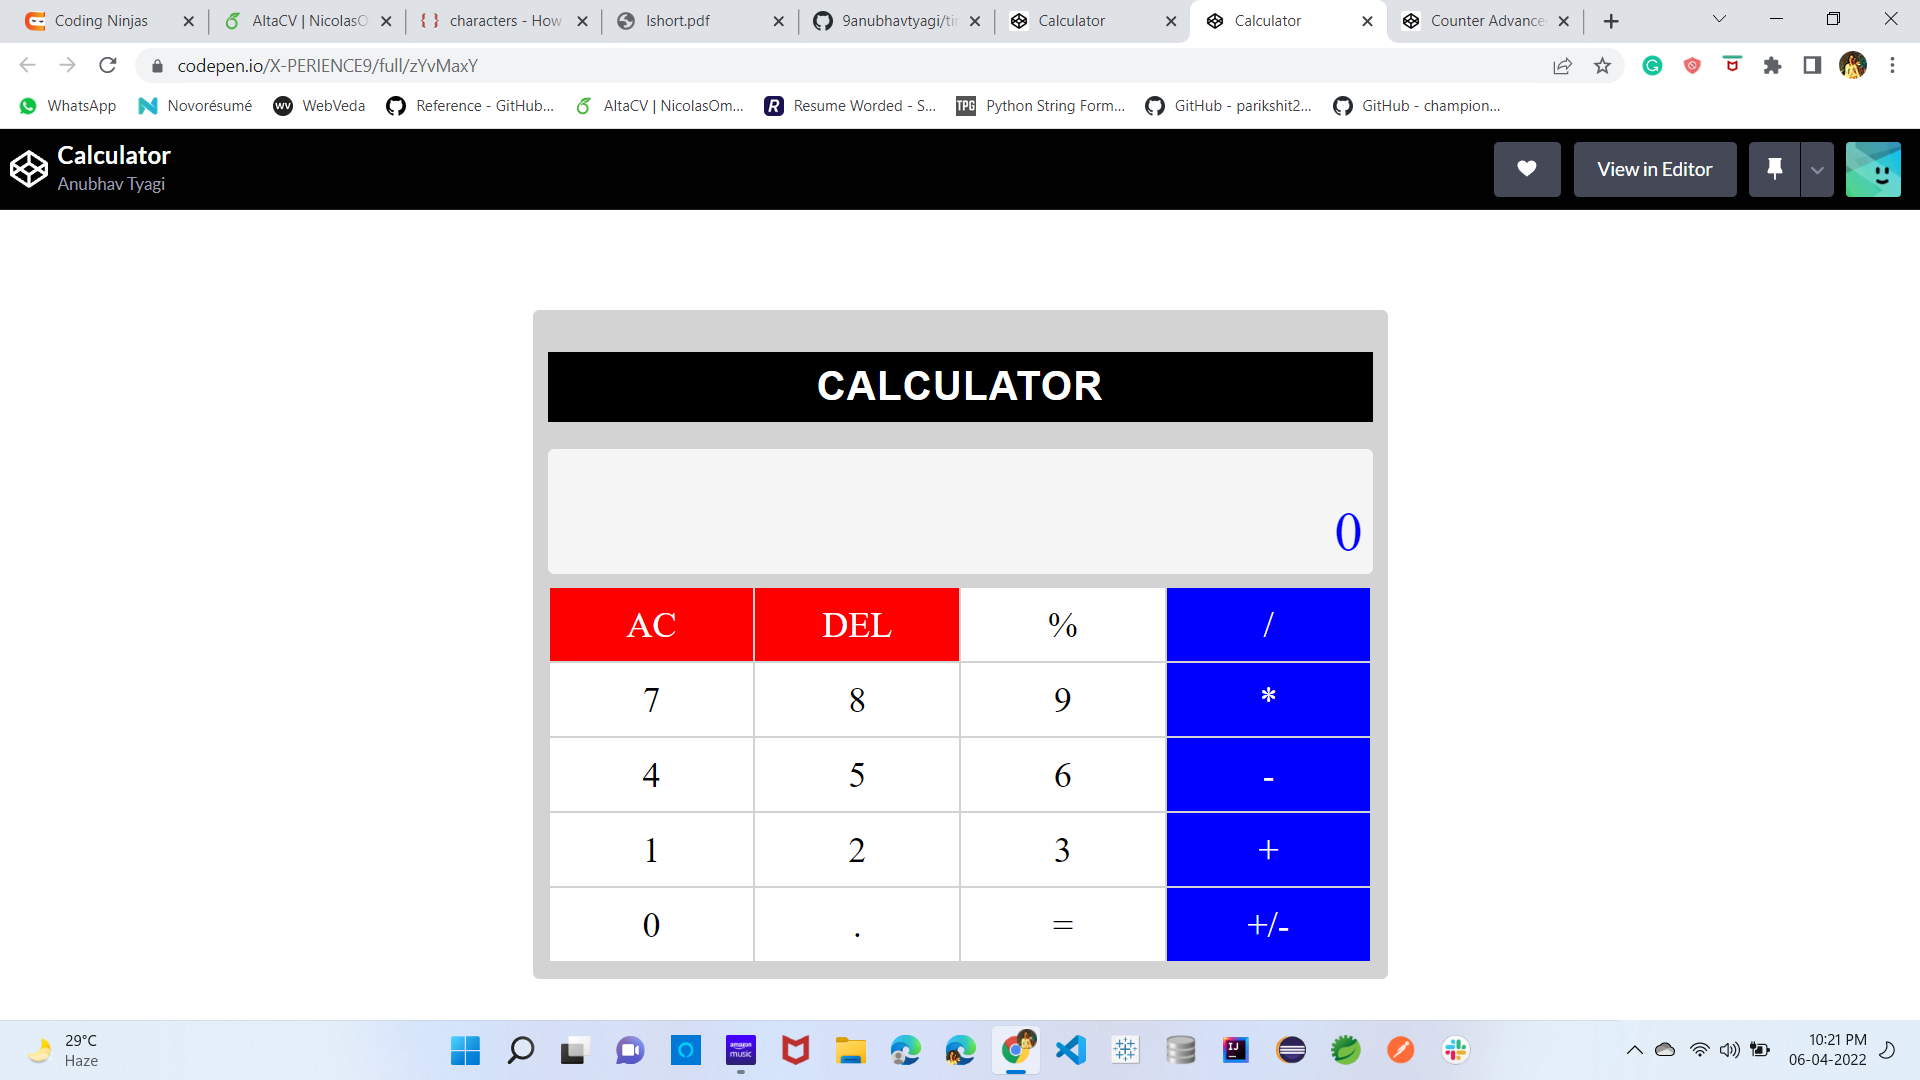 Coding Ninjas
AltaCV | NicolasO
characters - How
lshort.pdf
9anubhavtyagi/ti
Calculator
Calculator
Counter Advance
codepen.io/X-PERIENCE9/full/zYvMaxY
WhatsApp
Novorésumé
WebVeda
Reference - GitHub...
AltaCV | NicolasOm...
Resume Worded - S...
Python String Form...
GitHub - parikshit2...
GitHub - champion...
Calculator
Anubhav Tyagi
View in Editor
CALCULATOR
0
AC DEL % /
7 8 9 *
4 5 6 -
1 2 3 +
0 . = +/-
29°C
Haze
10:21 PM
06-04-2022